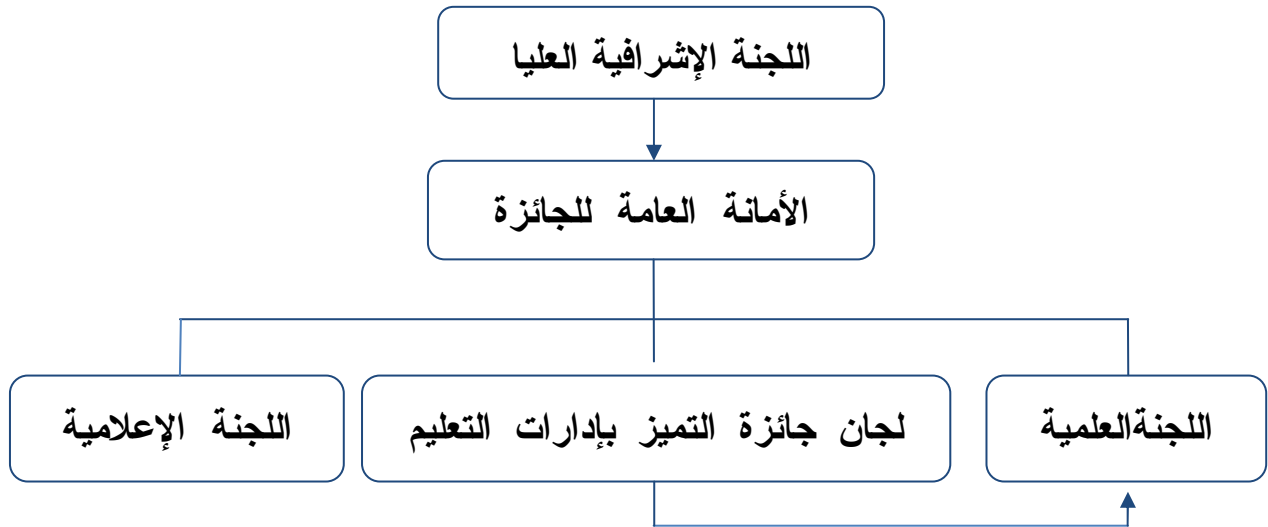 اللجنة الإشرافية العليا
الأمانة العامة للجائزة
اللجنةالعلمية
لجان جائزة التميز بإدارات التعليم
اللجنة الإعلامية